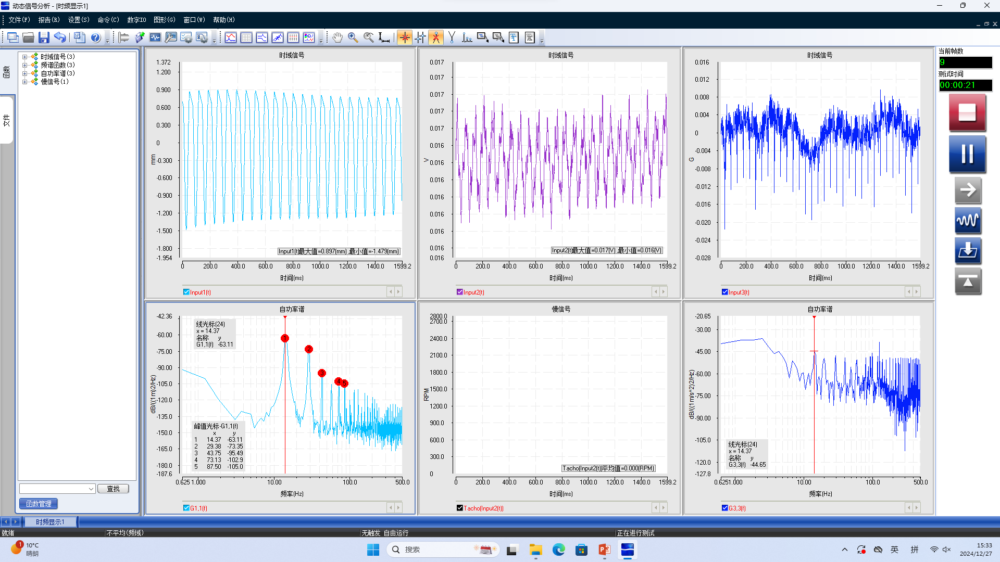 动态信号分析 - [时频显示1]
文件(F) 报告(R) 设置(S) 命令(C) 数字IO 图形(G) 窗口(W) 帮助(H)
函数
文件
时域信号(3)
频谱函数(3)
自功率谱(3)
慢信号(1)
查找
函数管理
时域信号
1.372
1.200
0.900
0.600
0.300
0
-0.300
-0.600
-0.900
-1.200
-1.500
-1.800
-1.954
mm
Input1(t)最大值=0.897(mm) ,最小值=-1.479(mm)
0 200.0 400.0 600.0 800.0 1000.0 1200.0 1400.0 1599.2
时间(ms)
Input1(t)
时域信号
0.017
0.017
0.017
0.017
0.017
0.016
0.016
0.016
0.016
0.016
0.016
0.016
V
Input2(t)最大值=0.017(V) ,最小值=0.016(V)
0 200.0 400.0 600.0 800.0 1000.0 1200.0 1400.0 1599.2
时间(ms)
Input2(t)
时域信号
0.016
0.012
0.008
0.004
0
-0.004
-0.008
-0.012
-0.016
-0.020
-0.024
-0.028
G
0 200.0 400.0 600.0 800.0 1000.0 1200.0 1400.0 1599.2
时间(ms)
Input3(t)
自功率谱
-42.36
-60.00
-75.00
-90.00
-105.0
-120.0
-135.0
-150.0
-165.0
-180.0
-187.6
dB/((1m)2/Hz)
线光标(24)
x = 14.37
名称 y
G1,1(f) -63.11
1
2
3
4
5
峰值光标-G1,1(f)
x y
1 14.37 -63.11
2 29.38 -73.35
3 43.75 -95.49
4 73.13 -102.9
5 87.50 -105.0
0.625 1.000 10.00 100.0 500.0
频率(Hz)
G1,1(f)
慢信号
2800.0
2700.0
2400.0
2100.0
1800.0
1500.0
1200.0
900.0
600.0
300.0
0
RPM
Tacho(Input2(t))平均值=0.000(RPM)
0 200.0 400.0 600.0 800.0 1000.0 1200.0 1400.0 1599.2
时间(ms)
Tacho(Input2(t))
自功率谱
-20.65
-30.00
-45.00
-60.00
-75.00
-90.00
-105.0
-120.0
-127.8
dB/((1m/s^2)2/Hz)
线光标(24)
x = 14.37
名称 y
G3,3(f) -44.65
0.625 1.000 10.00 100.0 500.0
频率(Hz)
G3,3(f)
当前帧数
9
测试时间
00:00:21
时频显示1
就绪 不平均(频域) 无触发 自由运行 正在进行测试
1
10°C
晴朗
搜索
英 拼
15:33
2024/12/27